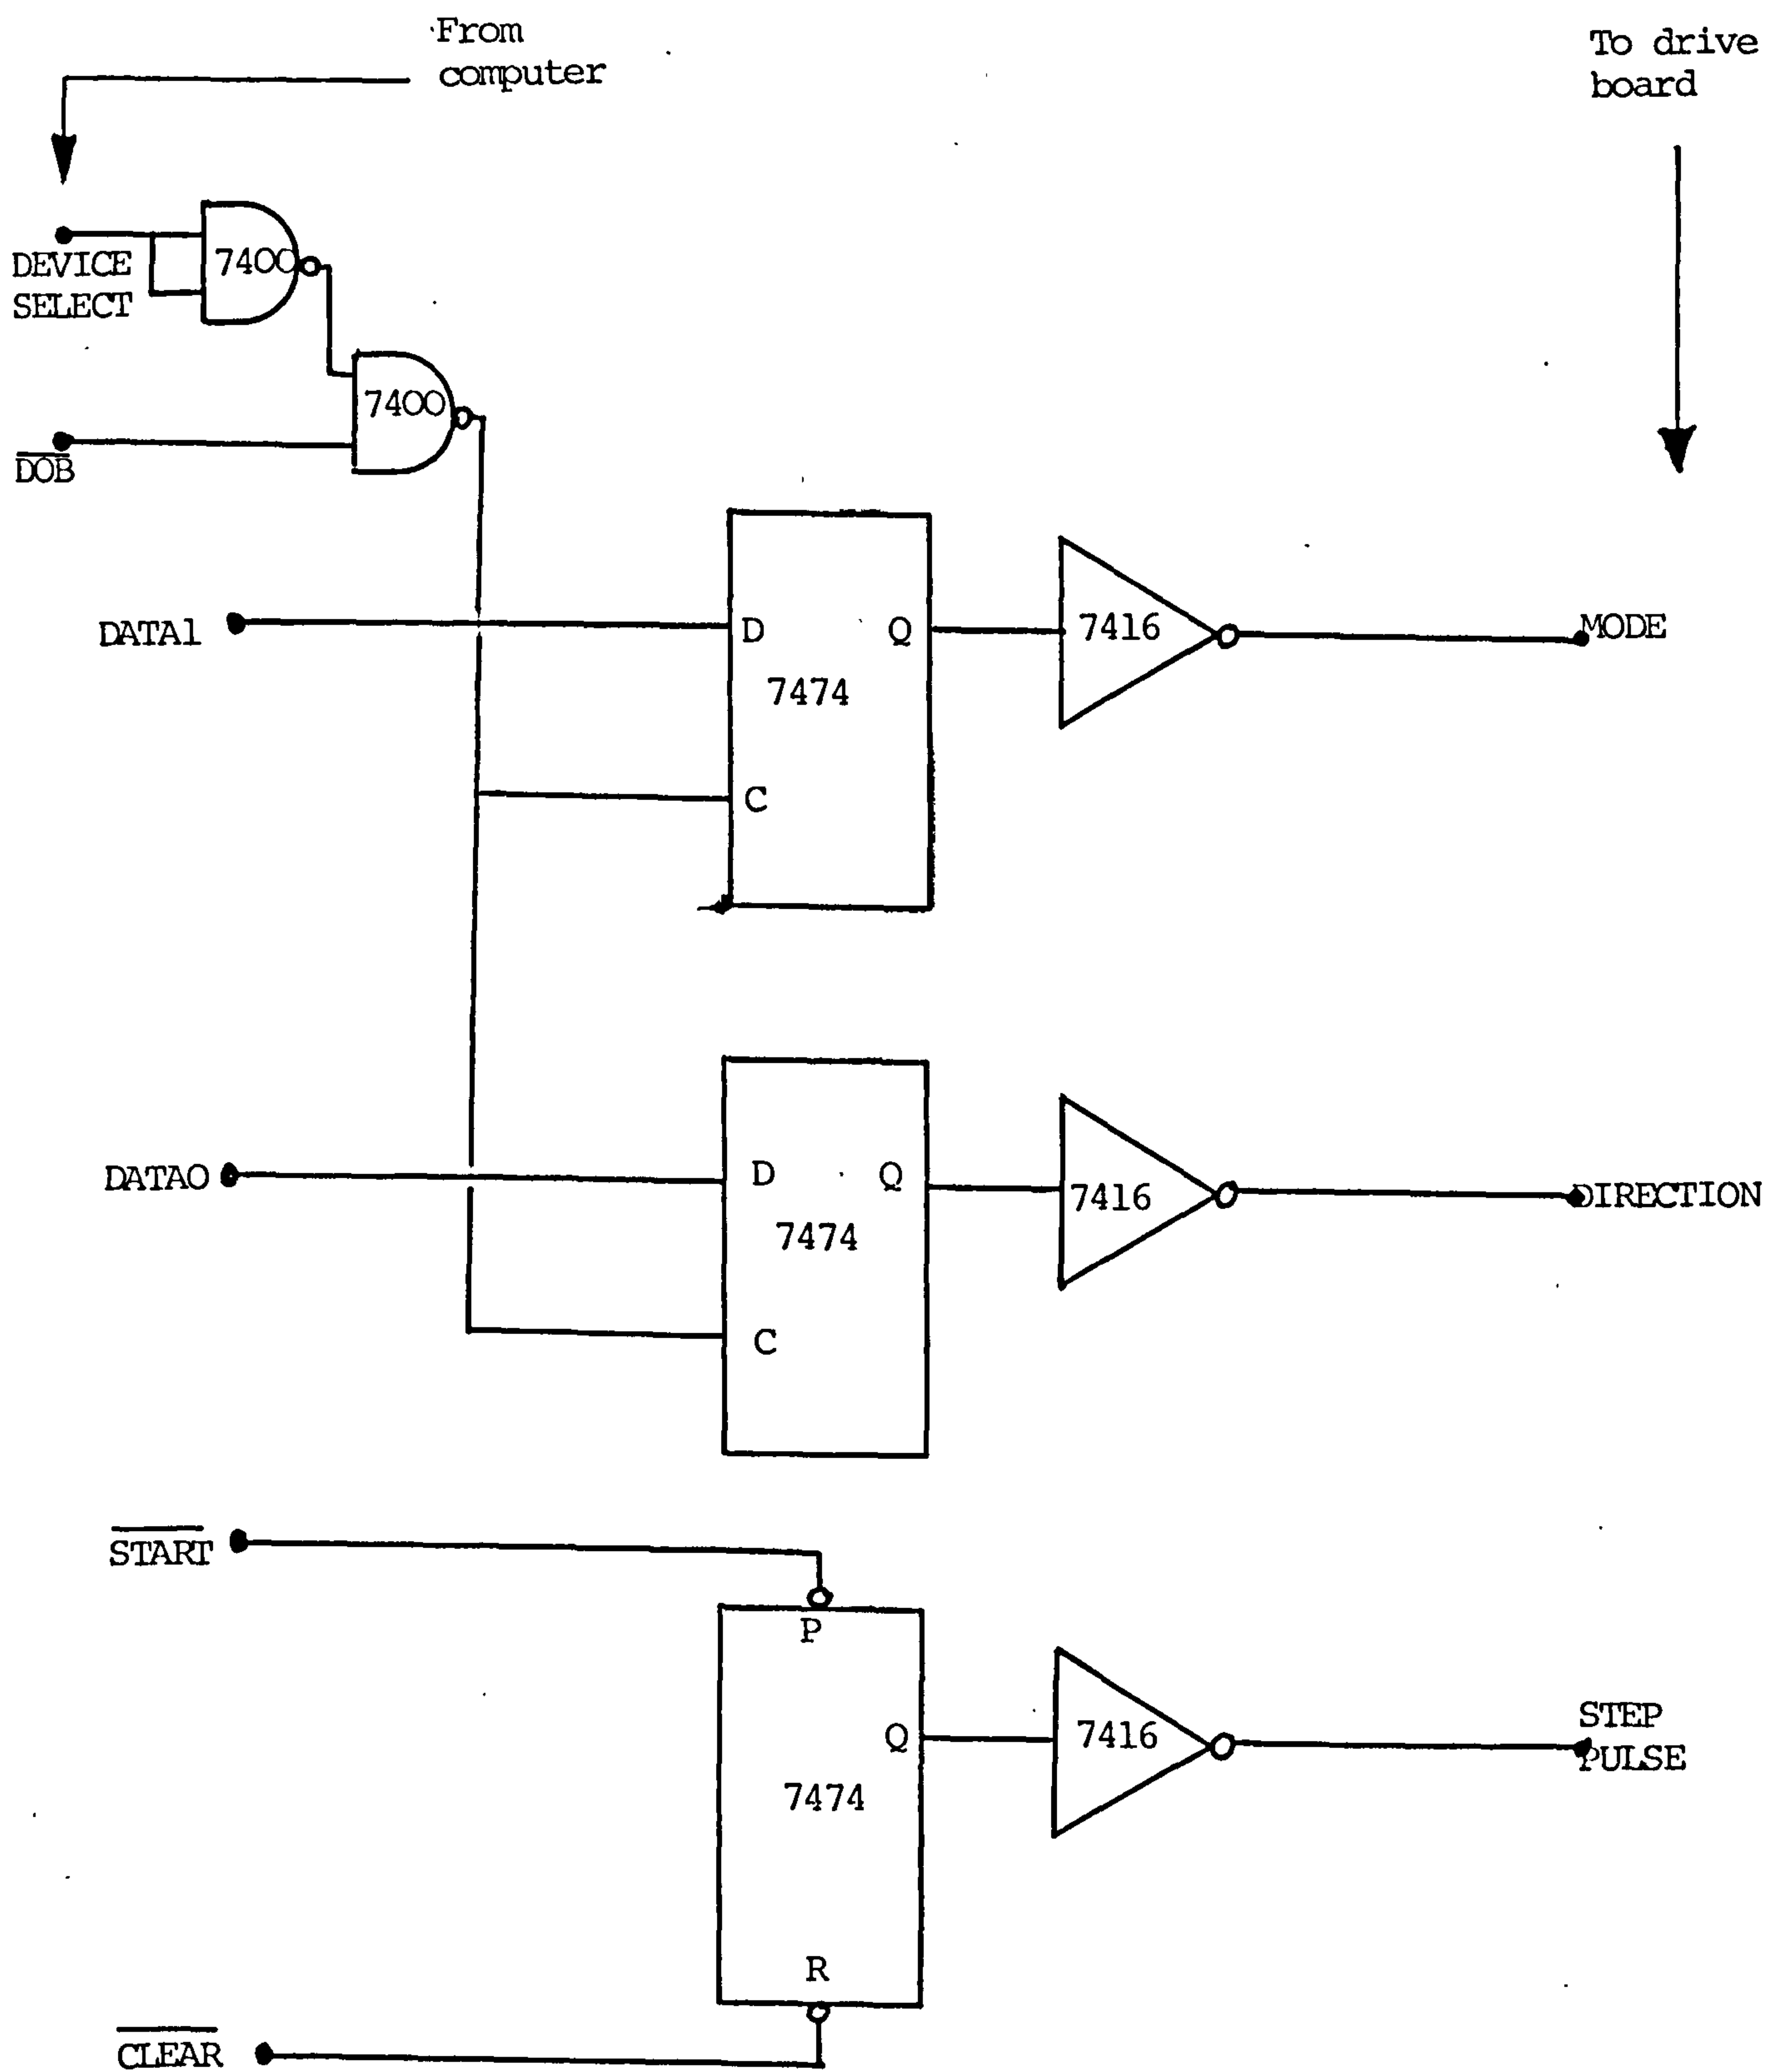 From
computer
To drive
board
DEVICE
SELECT
7400
7400
DOB
DATA1
D
Q
7474
C
7416
MODE
DATAO
D
Q
7474
C
7416
DIRECTION
START
P
Q
7474
R
7416
STEP
PULSE
CLEAR